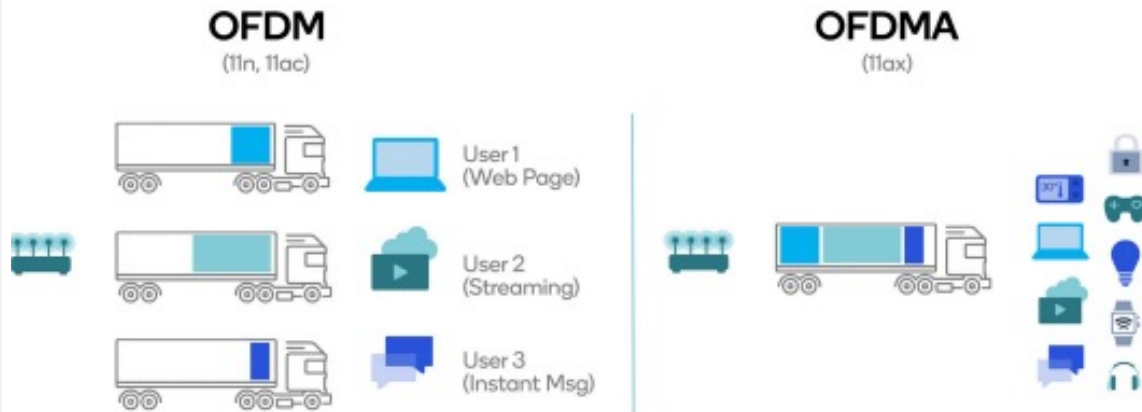 OFDM
(11n, 11ac)
User 1
(Web Page)
User 2
(Streaming)
User 3
(Instant Msg)
OFDMA
(11ax)